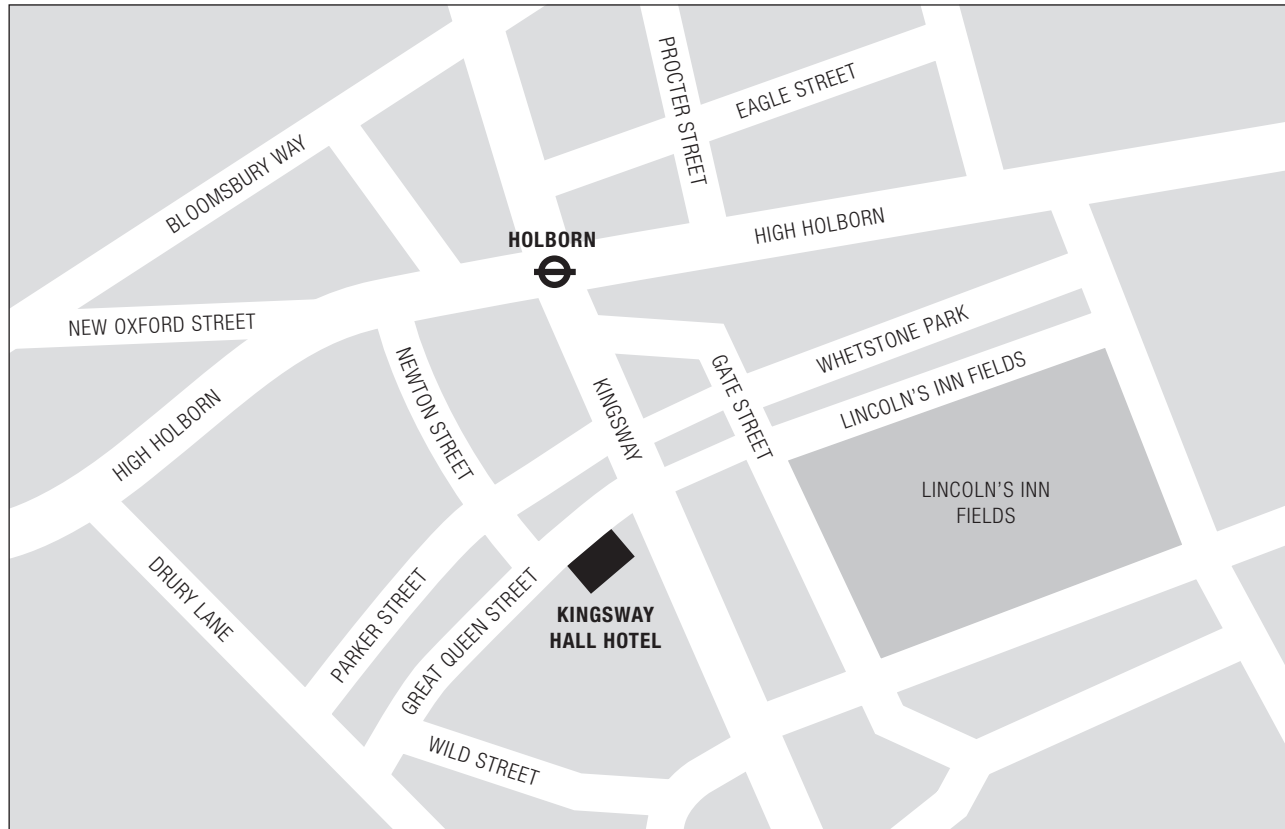 PROCTER STREET
EAGLE STREET
BLOOMSBURY WAY
HOLBORN
HIGH HOLBORN
NEW OXFORD STREET
WHETSTONE PARK
NEWTON STREET
GATE STREET
KINGSWAY
LINCOLN'S INN FIELDS
HIGH HOLBORN
LINCOLN'S INN
FIELDS
DRURY LANE
PARKER STREET
GREAT QUEEN STREET
KINGSWAY
HALL HOTEL
WILD STREET